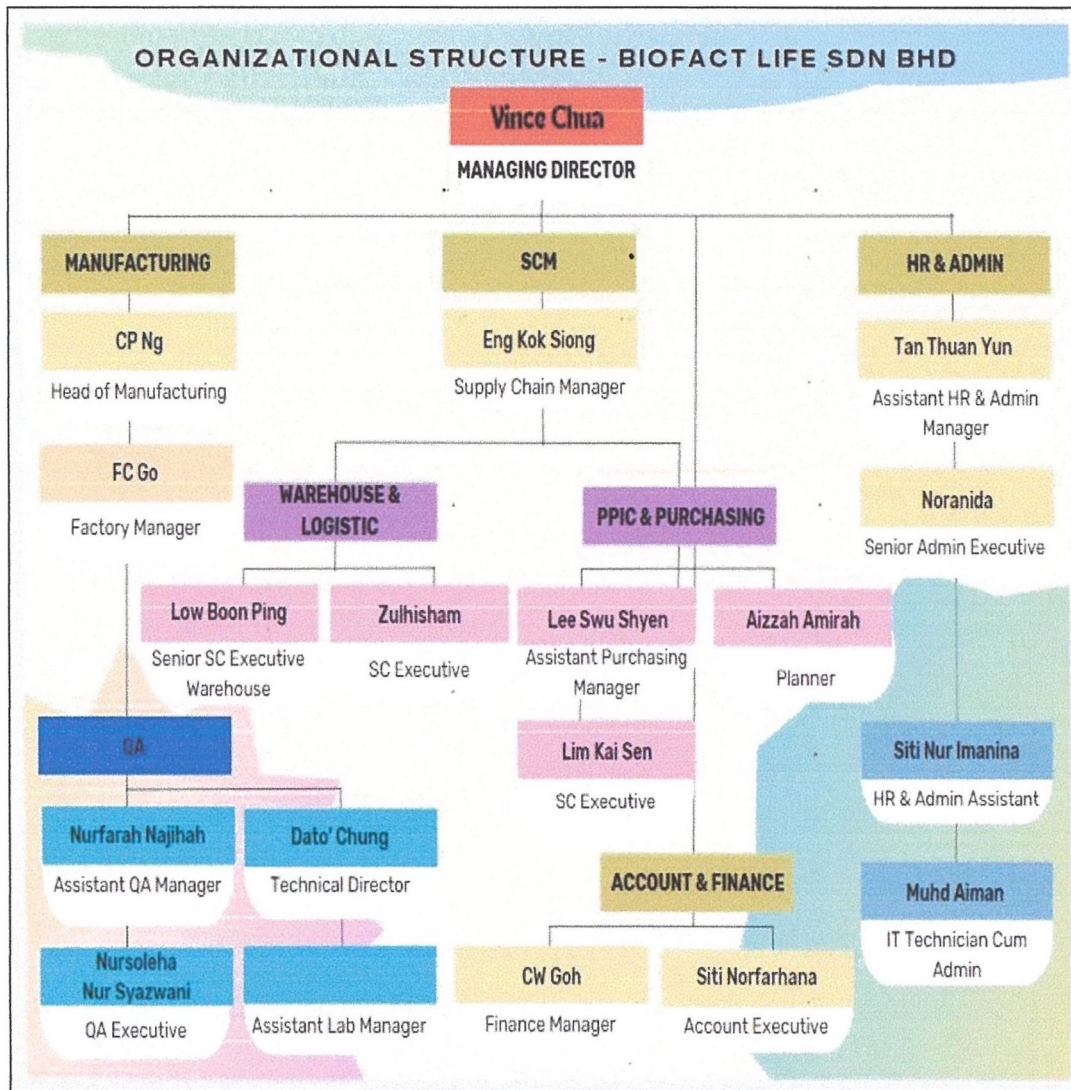 ORGANIZATIONAL STRUCTURE - BIOFACT LIFE SDN BHD
Vince Chua
MANAGING DIRECTOR
MANUFACTURING
CP Ng
Head of Manufacturing
FC Go
Factory Manager
SCM
Eng Kok Siong
Supply Chain Manager
HR & ADMIN
Tan Thuan Yun
Assistant HR & Admin
Manager
Noranida
Senior Admin Executive
WAREHOUSE &
LOGISTIC
Low Boon Ping
Senior SC Executive
Warehouse
Zulhisham
SC Executive
PPIC & PURCHASING
Lee Swu Shyen
Assistant Purchasing
Manager
Lim Kai Sen
SC Executive
Aizzah Amirah
Planner
QA
Nurfarah Najihah
Assistant QA Manager
Nursoleha
Nur Syazwani
QA Executive
Dato' Chung
Technical Director
Assistant Lab Manager
ACCOUNT & FINANCE
CW Goh
Finance Manager
Siti Norfarhana
Account Executive
Siti Nur Imanina
HR & Admin Assistant
Muhd Aiman
IT Technician Cum
Admin